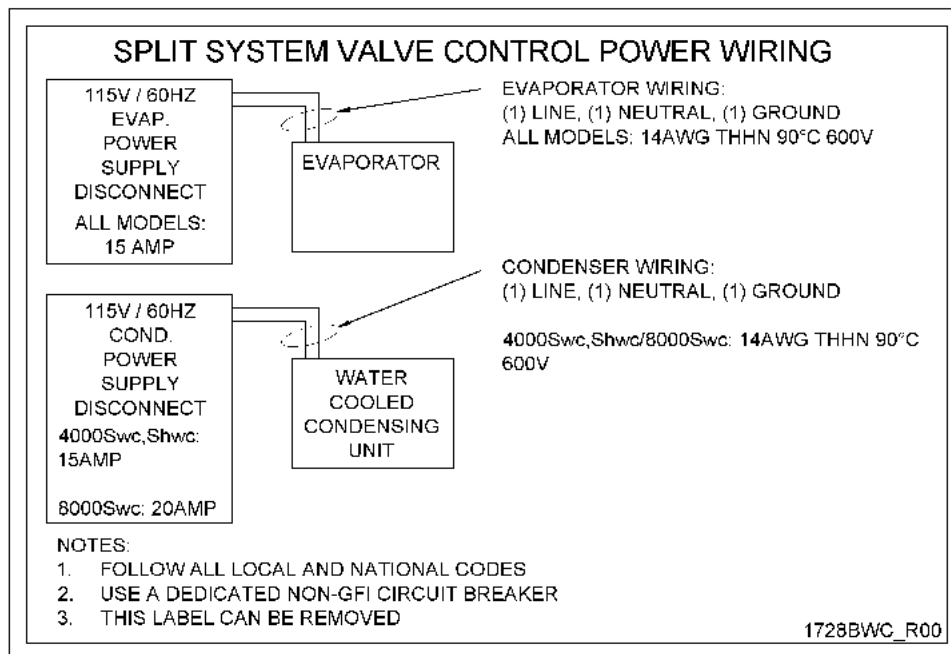 SPLIT SYSTEM VALVE CONTROL POWER WIRING
115V / 60HZ
EVAP.
POWER
SUPPLY
DISCONNECT
ALL MODELS:
15 AMP
EVAPORATOR
EVAPORATOR WIRING:
(1) LINE, (1) NEUTRAL, (1) GROUND
ALL MODELS: 14AWG THHN 90°C 600V
115V / 60HZ
COND.
POWER
SUPPLY
DISCONNECT
4000Swc,Shwc:
15AMP
8000Swc: 20AMP
WATER
COOLED
CONDENSING
UNIT
CONDENSER WIRING:
(1) LINE, (1) NEUTRAL, (1) GROUND
4000Swc,Shwc/8000Swc: 14AWG THHN 90°C
600V
NOTES:
1. FOLLOW ALL LOCAL AND NATIONAL CODES
2. USE A DEDICATED NON-GFI CIRCUIT BREAKER
3. THIS LABEL CAN BE REMOVED
1728BWC_R00